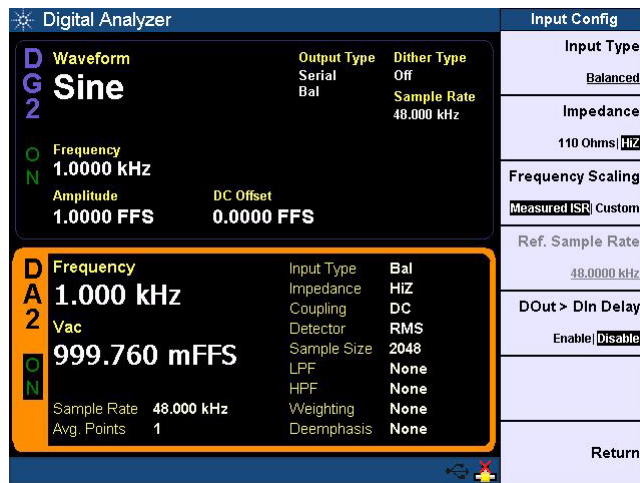 Digital Analyzer
Input Config
DG2
ON
Waveform
Sine
Output Type
Serial
Bal
Dither Type
Off
Sample Rate
48.000 kHz
Frequency
1.0000 kHz
Amplitude
1.0000 FFS
DC Offset
0.0000 FFS
DA2
ON
Frequency
1.000 kHz
Vac
999.760 mFFS
Sample Rate 48.000 kHz
Avg. Points 1
Input Type Bal
Impedance HiZ
Coupling DC
Detector RMS
Sample Size 2048
LPF None
HPF None
Weighting None
Deemphasis None
Input Type
Balanced
Impedance
110 Ohms| HiZ
Frequency Scaling
Measured ISR| Custom
Ref. Sample Rate
48.0000 kHz
DOut > DIn Delay
Enable| Disable
Return